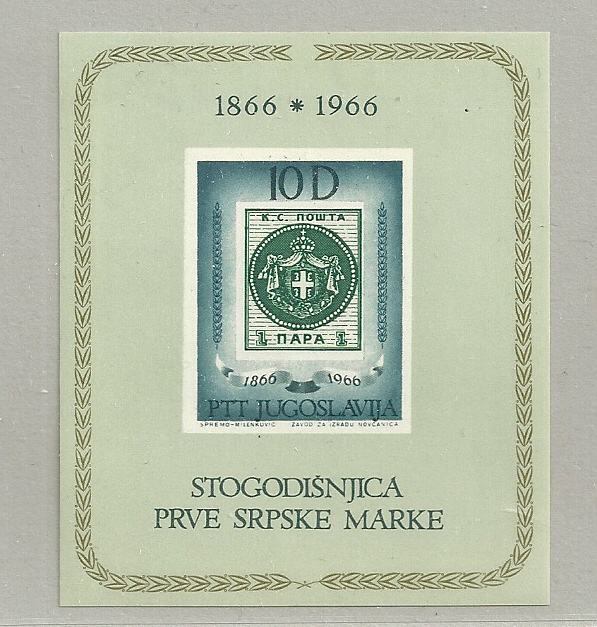 1866 * 1966
10 D
К.С. ПОШТА
1 ПАРА 1
1866 1966
PTT JUGOSLAVIJA
SPREMO-MILENKOVIĆ ZAVOD ZA IZRADU NOVČANICA
STOGODIŠNJICA
PRVE SRPSKE MARKE